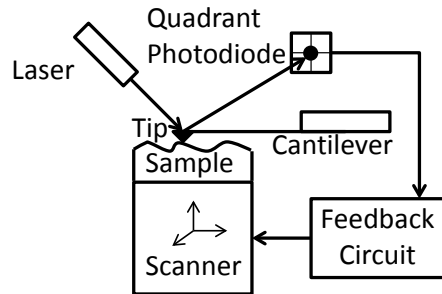 Quadrant
Photodiode
Laser
Tip
Cantilever
Sample
Feedback
Circuit
Scanner